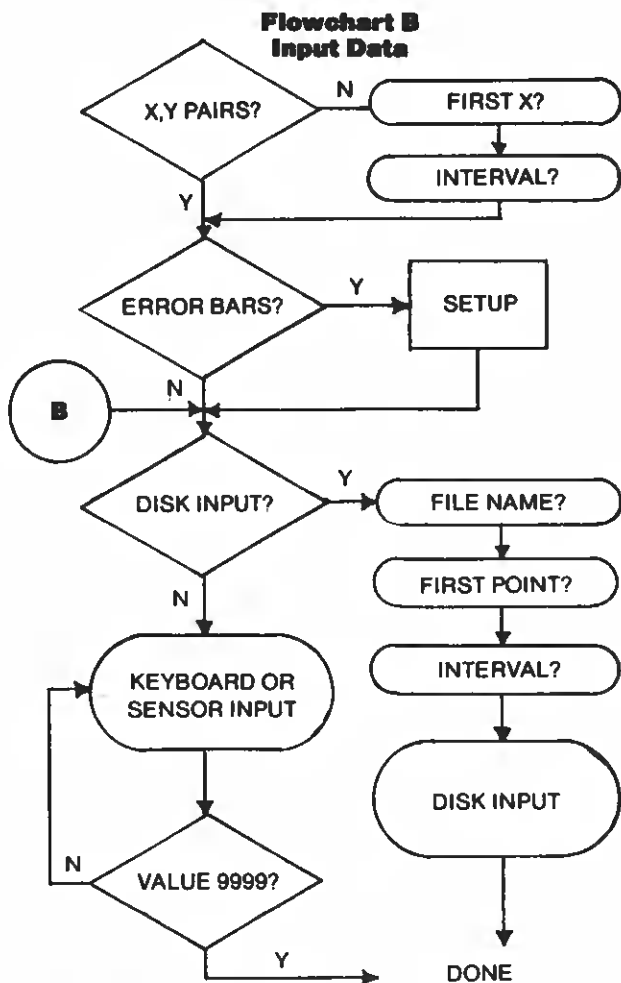 Flowchart B
Input Data
X,Y PAIRS?
N
FIRST X?
INTERVAL?
Y
ERROR BARS?
Y
SETUP
N
B
DISK INPUT?
Y
FILE NAME?
FIRST POINT?
INTERVAL?
DISK INPUT
N
KEYBOARD OR
SENSOR INPUT
N
VALUE 9999?
Y
DONE